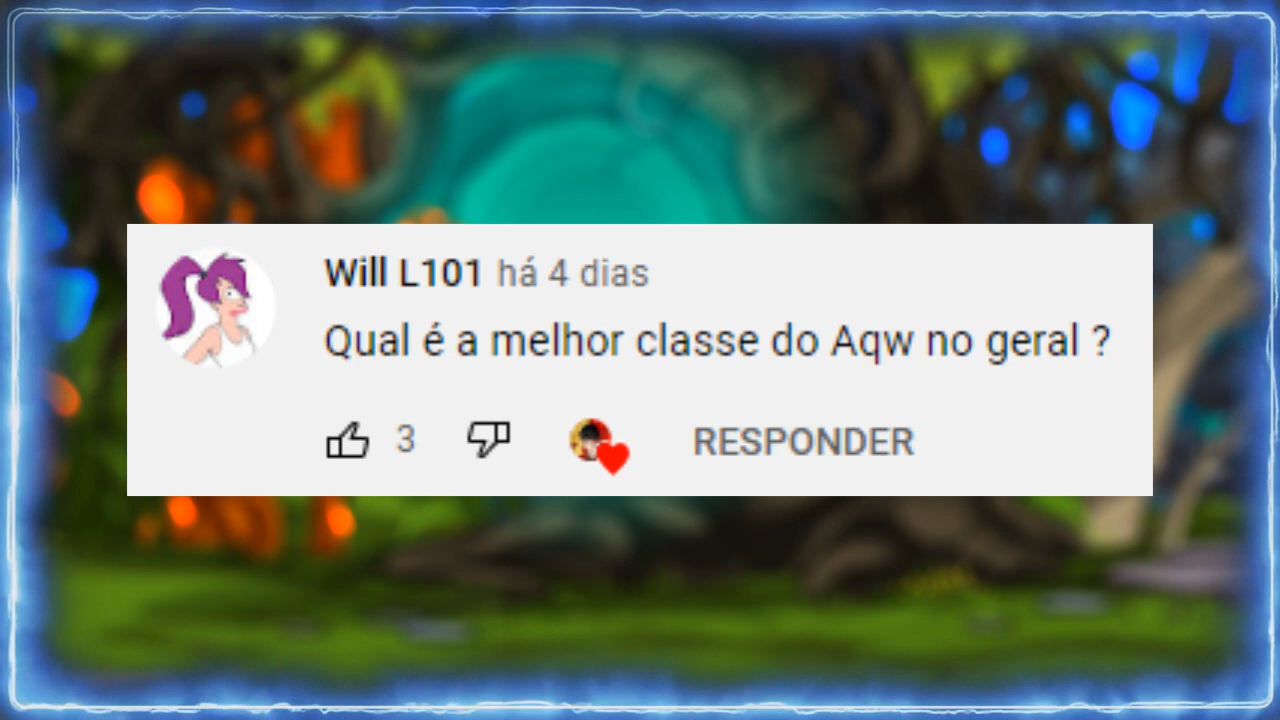 Will L101 há 4 dias
Qual é a melhor classe do Aqw no geral ?
3 RESPONDER